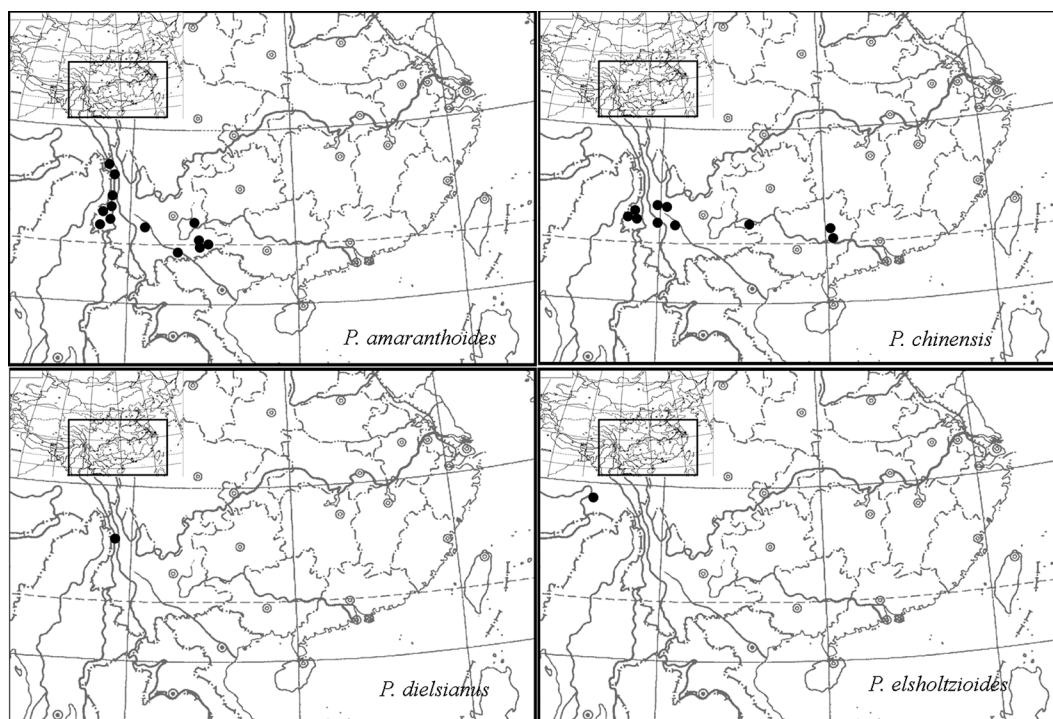 P. amaranthoides
P. chinensis
P. dielsianus
P. elsholtzioides